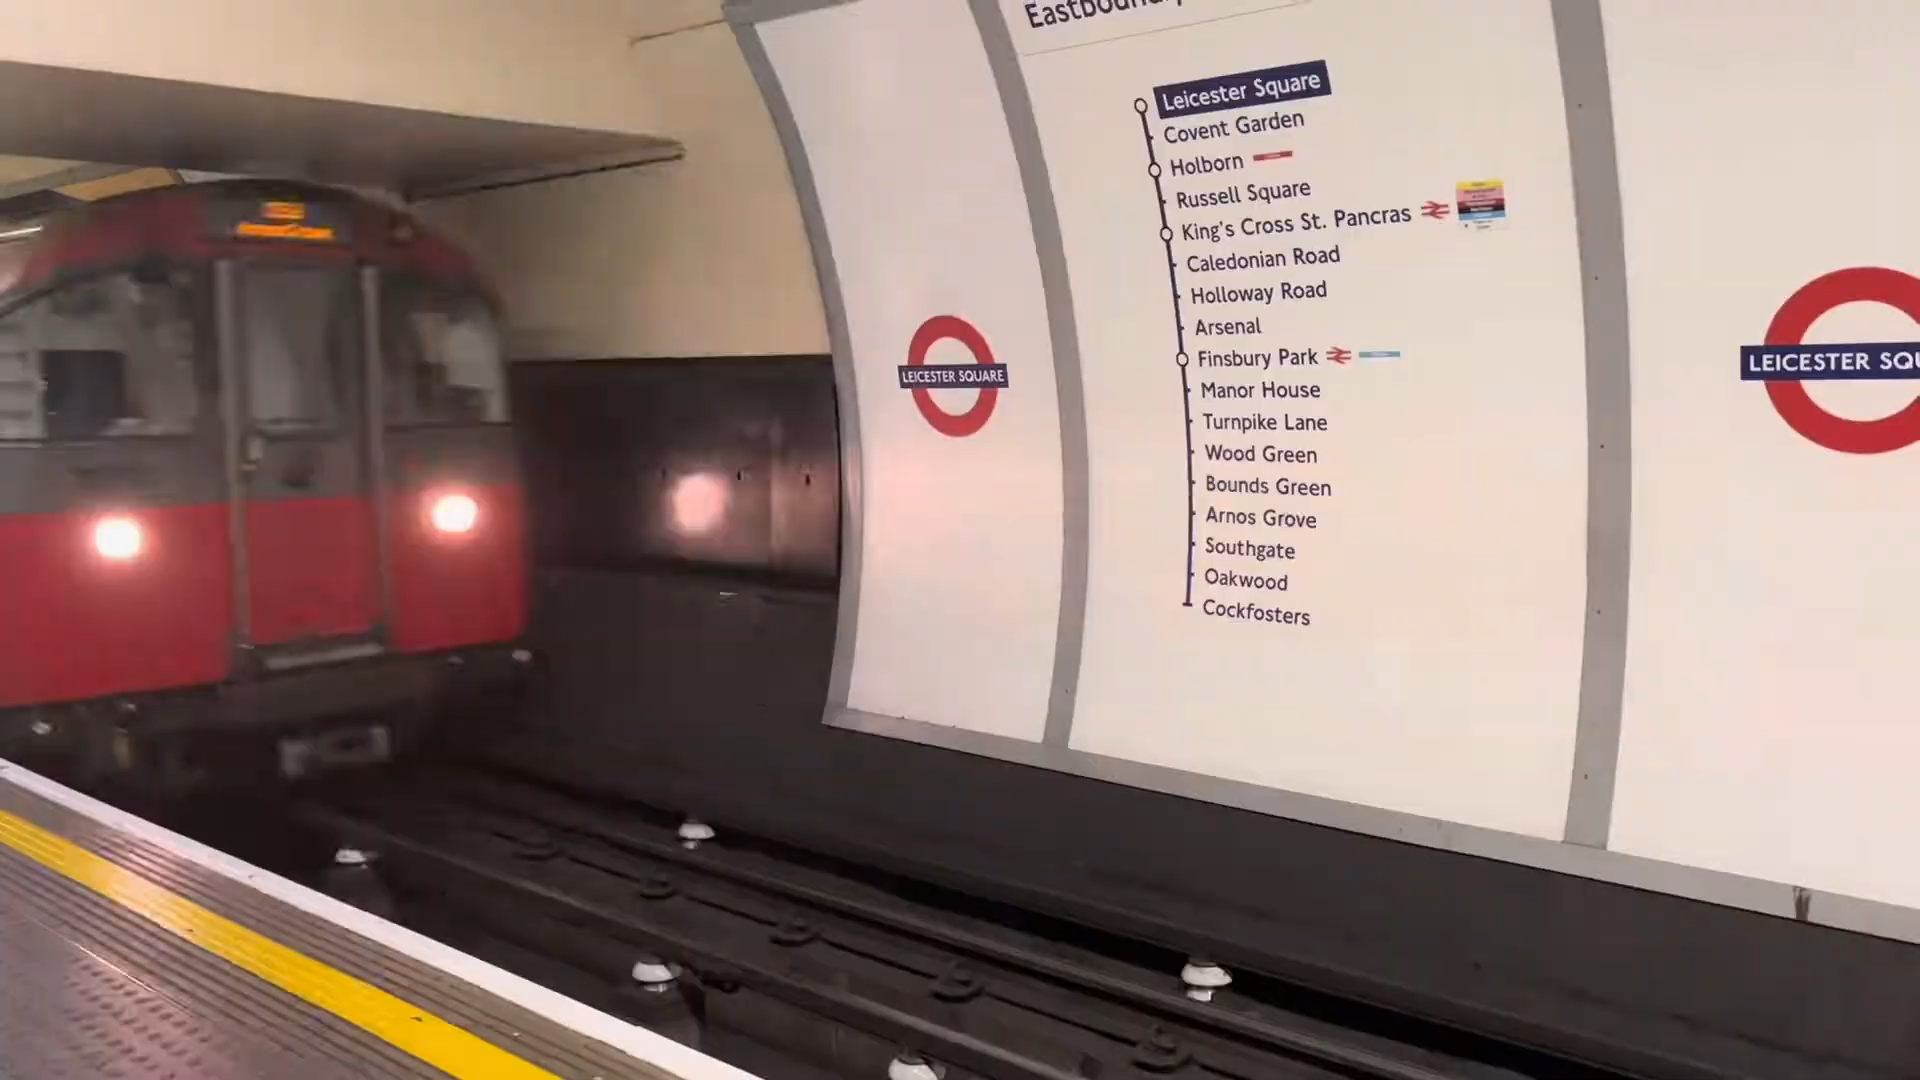 Eastbound
Leicester Square
Covent Garden
Holborn
Russell Square
King's Cross St. Pancras
Caledonian Road
Holloway Road
Arsenal
Finsbury Park
Manor House
Turnpike Lane
Wood Green
Bounds Green
Arnos Grove
Southgate
Oakwood
Cockfosters
LEICESTER SQUARE
LEICESTER SQU